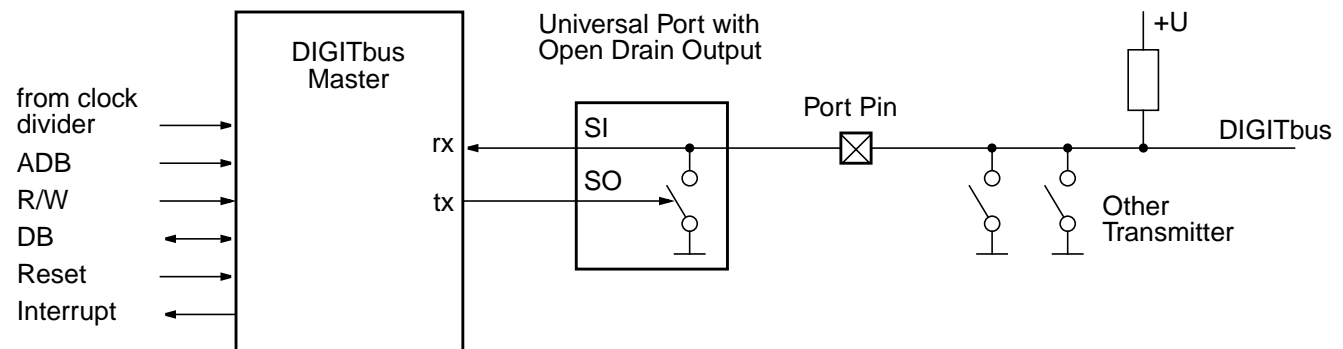 DIGITbus
Master
from clock
divider
ADB
R/W
DB
Reset
Interrupt
rx
tx
Universal Port with
Open Drain Output
SI
SO
Port Pin
+U
DIGITbus
Other
Transmitter